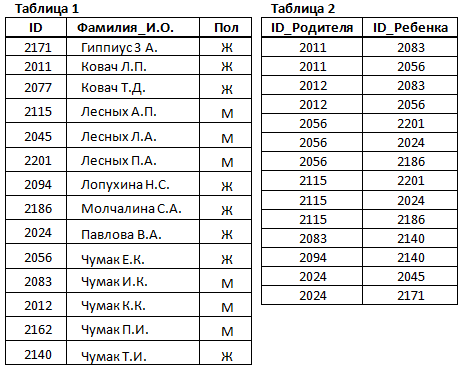 Таблица 1
ID Фамилия_И.О. Пол
2171 Гиппиус З А. Ж
2011 Ковач Л.П. Ж
2077 Ковач Т.Д. Ж
2115 Лесных А.П. М
2045 Лесных Л.А. М
2201 Лесных П.А. М
2094 Лопухина Н.С. Ж
2186 Молчалина С.А. Ж
2024 Павлова В.А. Ж
2056 Чумак Е.К. Ж
2083 Чумак И.К. М
2012 Чумак К.К. М
2162 Чумак П.И. М
2140 Чумак Т.И. Ж
Таблица 2
ID_Родителя ID_Ребенка
2011 2083
2011 2056
2012 2083
2012 2056
2056 2201
2056 2024
2056 2186
2115 2201
2115 2024
2115 2186
2083 2140
2094 2140
2024 2045
2024 2171